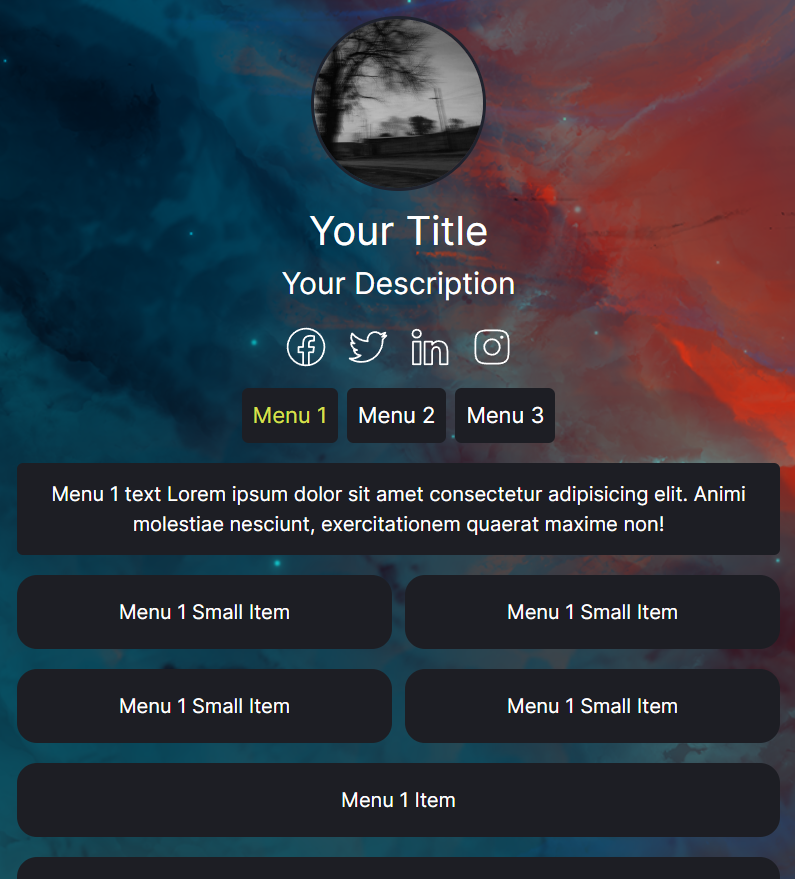 Your Title
Your Description
Menu 1 Menu 2 Menu 3
Menu 1 text Lorem ipsum dolor sit amet consectetur adipisicing elit. Animi
molestiae nesciunt, exercitationem quaerat maxime non!
Menu 1 Small Item Menu 1 Small Item
Menu 1 Small Item Menu 1 Small Item
Menu 1 Item